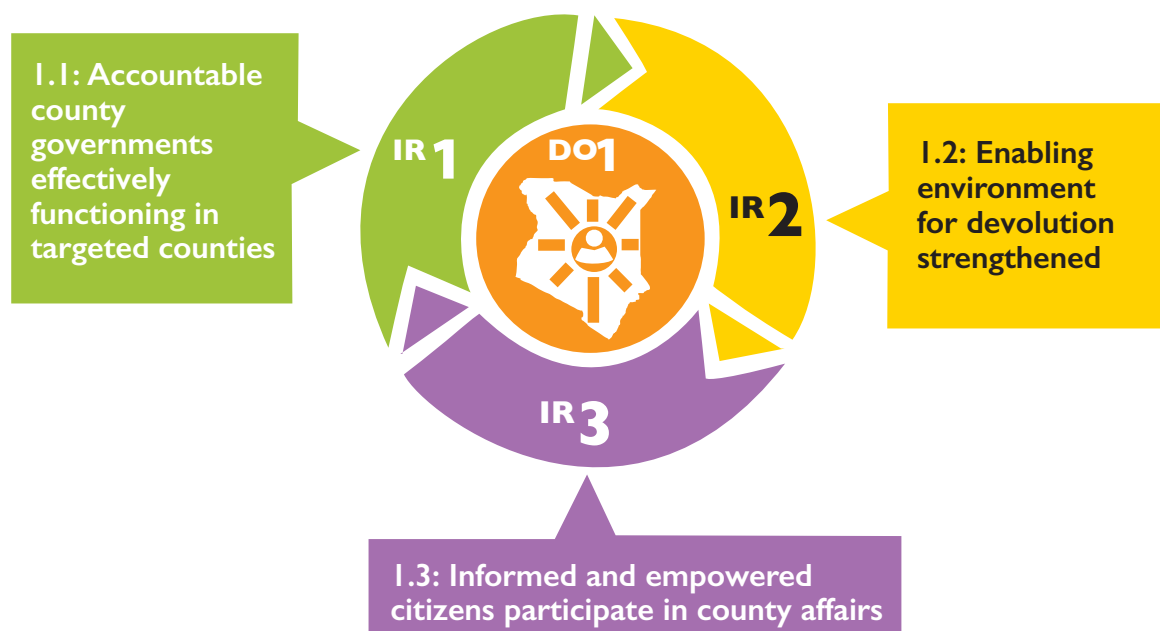 1.1: Accountable
county
governments
effectively
functioning in
targeted counties
IR 1
DO1
IR 2
1.2: Enabling
environment
for devolution
strengthened
IR 3
1.3: Informed and empowered
citizens participate in county affairs